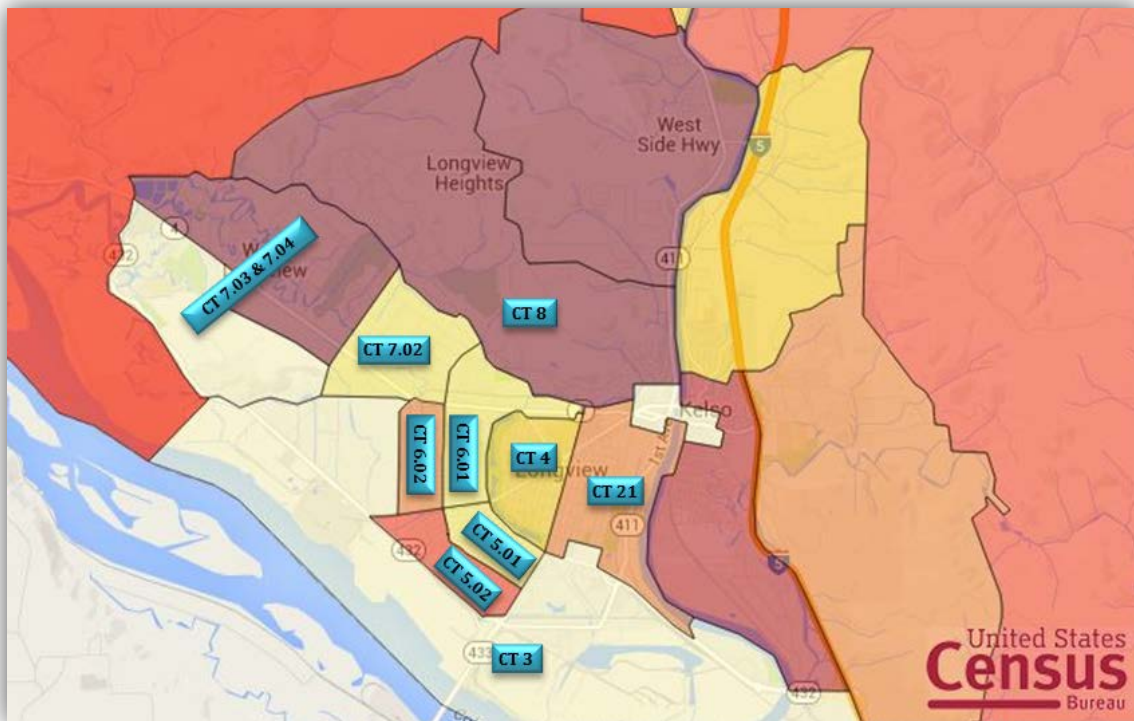 West
Side Hwy
5
Longview
Heights
4
432
CT 7.03 & 7.04
411
CT 8
CT 7.02
Kelso
CT 6.02
CT 6.01
CT 4
Longview
1st
CT 21
411
CT 5.01
432
CT 5.02
5
433
CT 3
432
United States
Census
Bureau